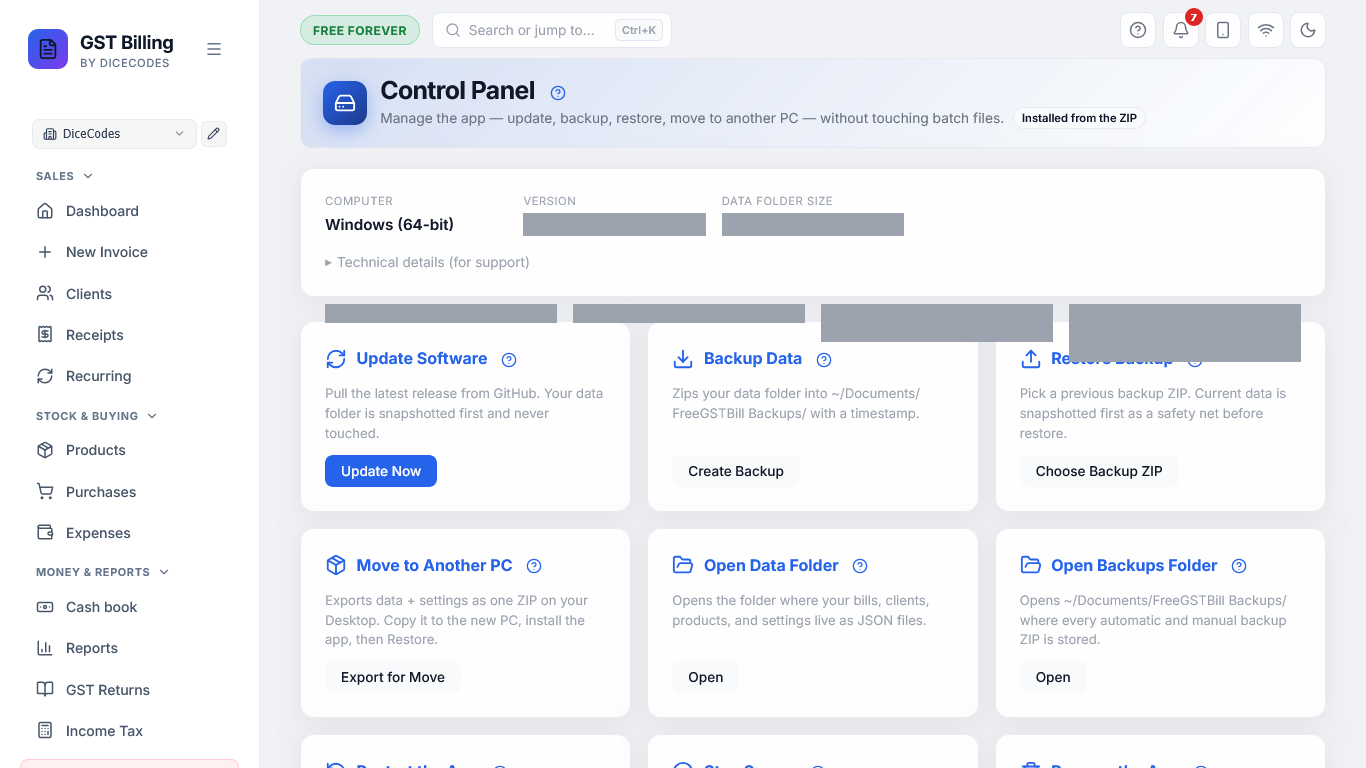 GST Billing
BY DICECODES
DiceCodes
SALES
Dashboard
New Invoice
Clients
Receipts
Recurring
STOCK & BUYING
Products
Purchases
Expenses
MONEY & REPORTS
Cash book
Reports
GST Returns
Income Tax
FREE FOREVER
Search or jump to...
Ctrl+K
7
Control Panel
Manage the app — update, backup, restore, move to another PC — without touching batch files.
Installed from the ZIP
COMPUTER
Windows (64-bit)
VERSION
DATA FOLDER SIZE
Technical details (for support)
Update Software
Pull the latest release from GitHub. Your data
folder is snapshotted first and never
touched.
Update Now
Backup Data
Zips your data folder into ~/Documents/
FreeGSTBill Backups/ with a timestamp.
Create Backup
Restore Backup
Pick a previous backup ZIP. Current data is
snapshotted first as a safety net before
restore.
Choose Backup ZIP
Move to Another PC
Exports data + settings as one ZIP on your
Desktop. Copy it to the new PC, install the
app, then Restore.
Export for Move
Open Data Folder
Opens the folder where your bills, clients,
products, and settings live as JSON files.
Open
Open Backups Folder
Opens ~/Documents/FreeGSTBill Backups/
where every automatic and manual backup
ZIP is stored.
Open